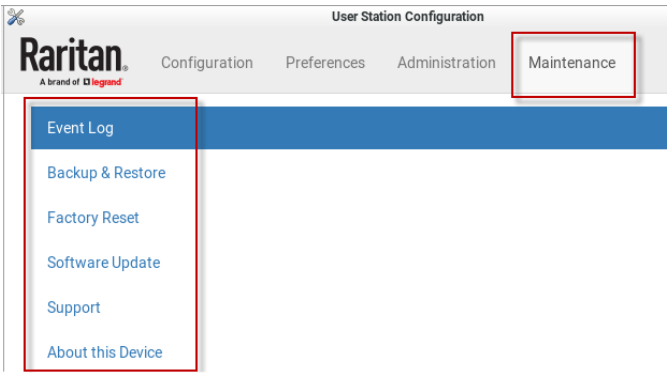 User Station Configuration
Raritan.
A brand of legrand
Configuration
Preferences
Administration
Maintenance
Event Log
Backup & Restore
Factory Reset
Software Update
Support
About this Device